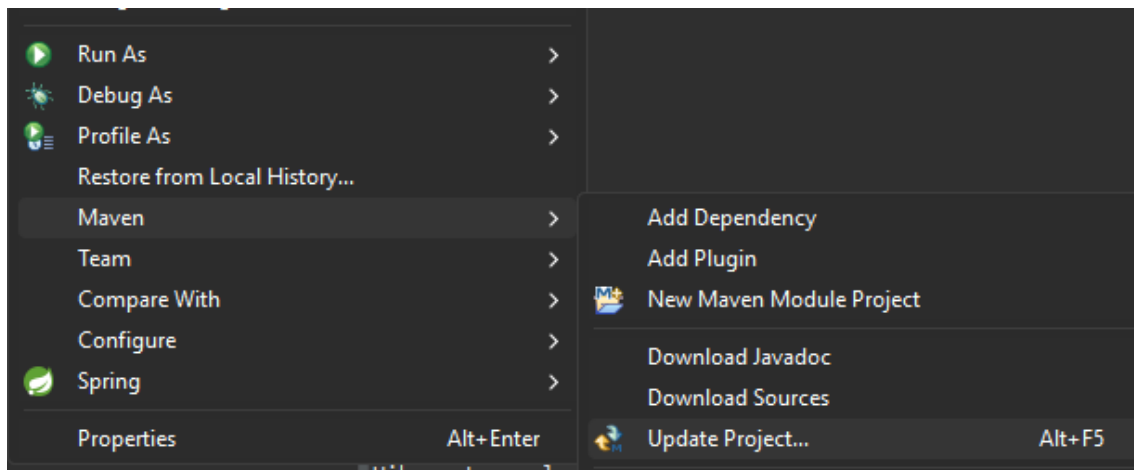 Run As
Debug As
Profile As
Restore from Local History...
Maven
Team
Compare With
Configure
Spring
Properties Alt+Enter
Add Dependency
Add Plugin
New Maven Module Project
Download Javadoc
Download Sources
Update Project... Alt+F5